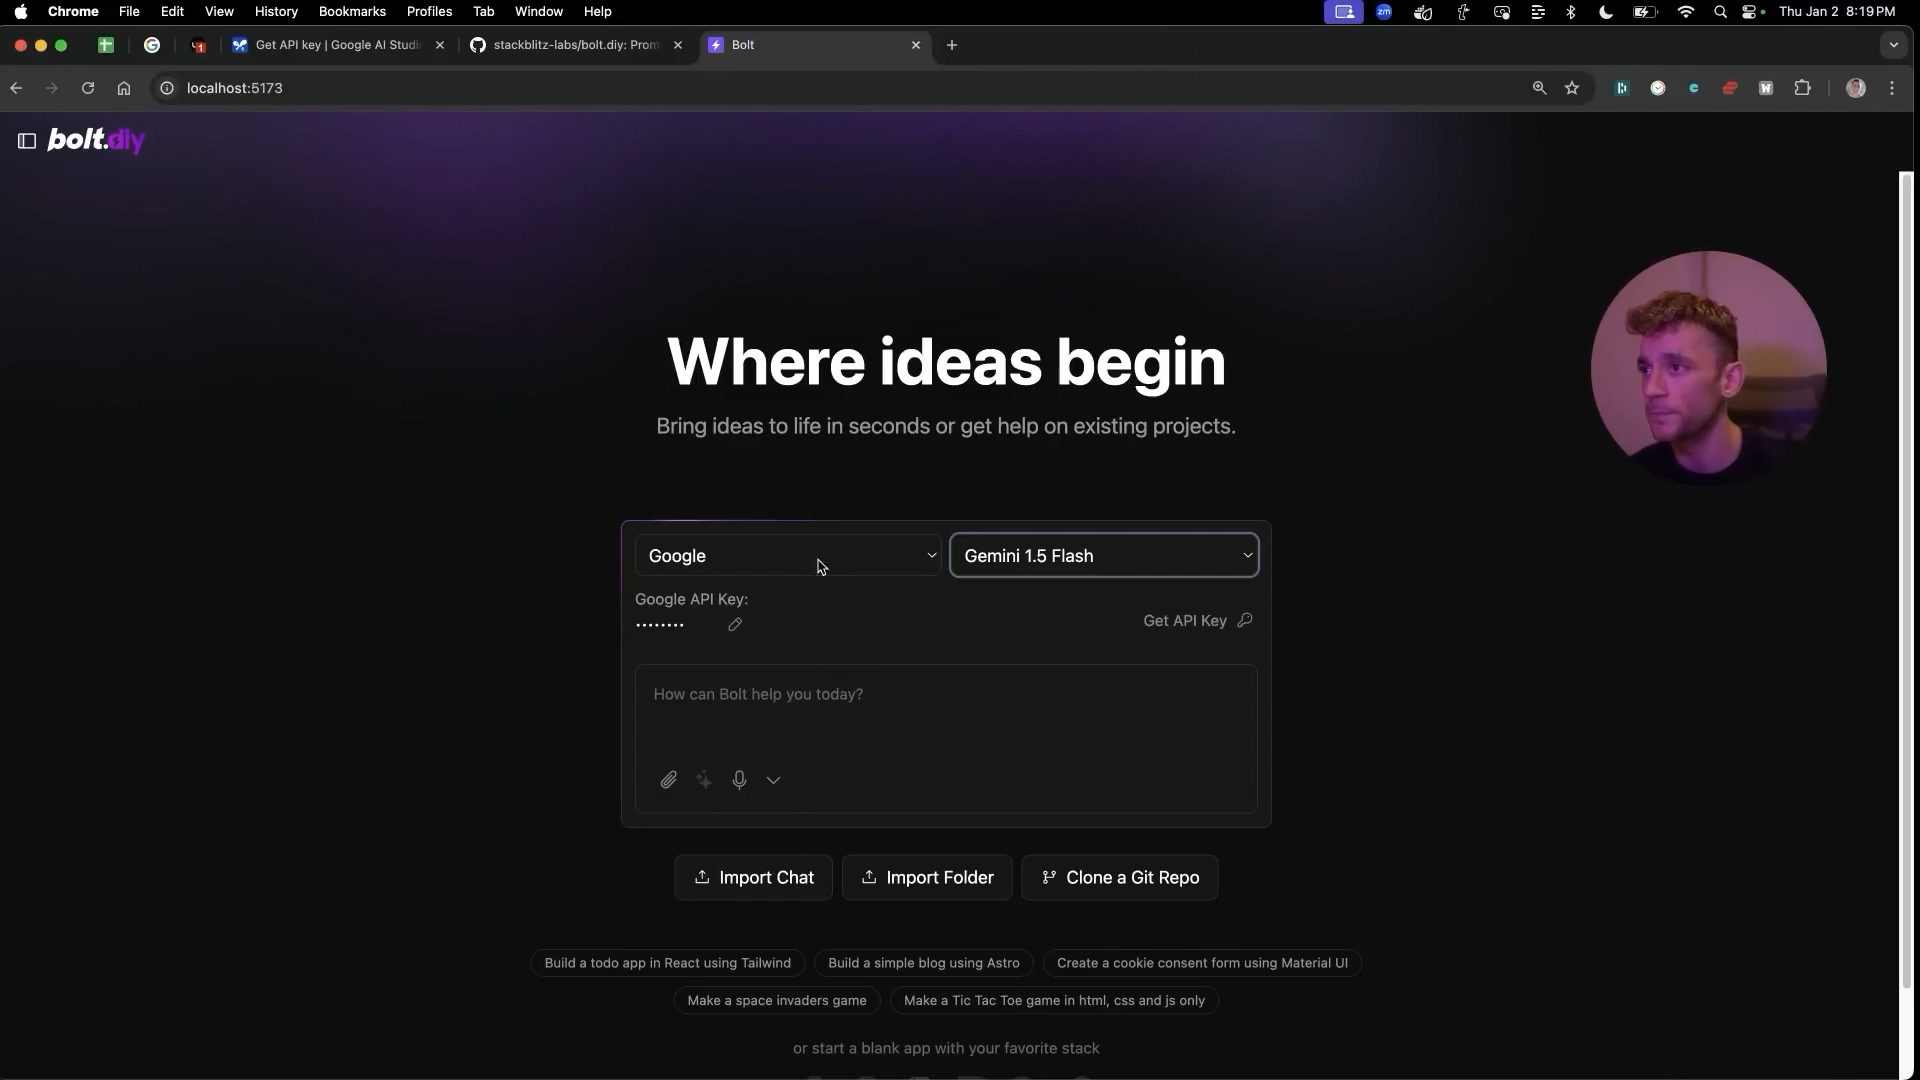 Chrome File Edit View History Bookmarks Profiles Tab Window Help zm Thu Jan 2 8:19 PM
1 Get API key | Google AI Studi stackblitz-labs/bolt.diy: Prom Bolt
localhost:5173
bolt.diy
Where ideas begin
Bring ideas to life in seconds or get help on existing projects.
Google Gemini 1.5 Flash
Google API Key:
•••••••• Get API Key
How can Bolt help you today?
Import Chat Import Folder Clone a Git Repo
Build a todo app in React using Tailwind Build a simple blog using Astro Create a cookie consent form using Material UI
Make a space invaders game Make a Tic Tac Toe game in html, css and js only
or start a blank app with your favorite stack